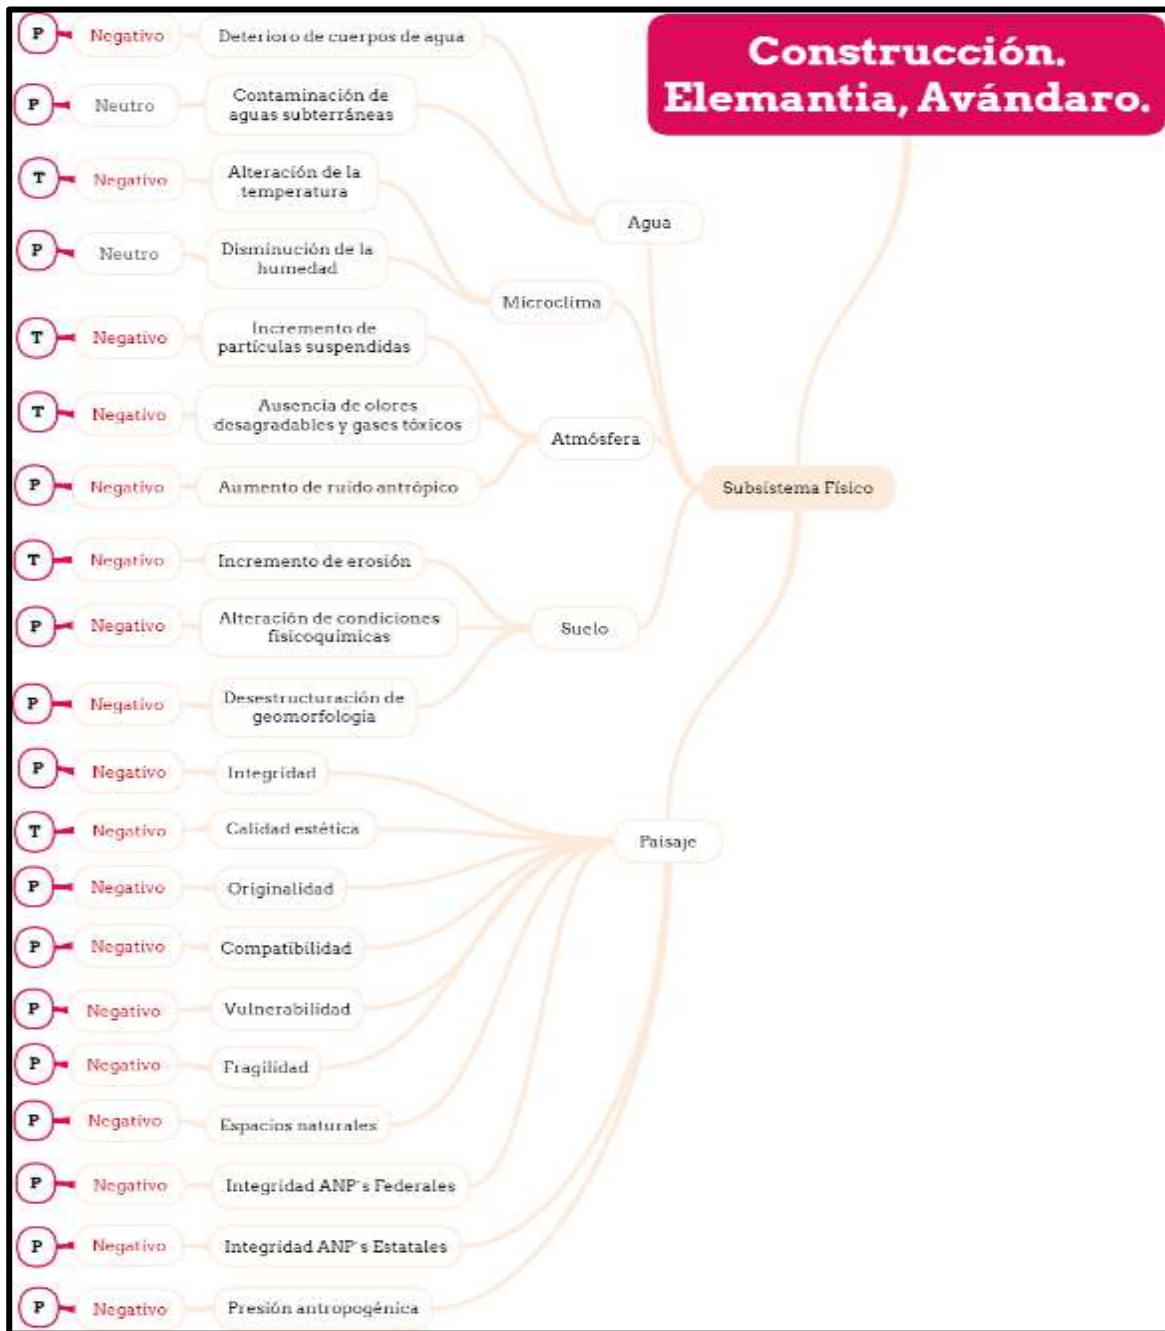 Construcción.
Elemantia, Avándaro.
P Negativo Deterioro de cuerpos de agua
P Neutro Contaminación de
aguas subterráneas
T Negativo Alteración de la
temperatura
Agua
P Neutro Disminución de la
humedad
Microclima
T Negativo Incremento de
partículas suspendidas
T Negativo Ausencia de olores
desagradables y gases tóxicos
Atmósfera
P Negativo Aumento de ruido antrópico
Subsistema Físico
T Negativo Incremento de erosión
P Negativo Alteración de condiciones
fisicoquímicas
Suelo
P Negativo Desestructuración de
geomorfología
P Negativo Integridad
T Negativo Calidad estética
Paisaje
P Negativo Originalidad
P Negativo Compatibilidad
P Negativo Vulnerabilidad
P Negativo Fragilidad
P Negativo Espacios naturales
P Negativo Integridad ANP´s Federales
P Negativo Integridad ANP´s Estatales
P Negativo Presión antropogénica